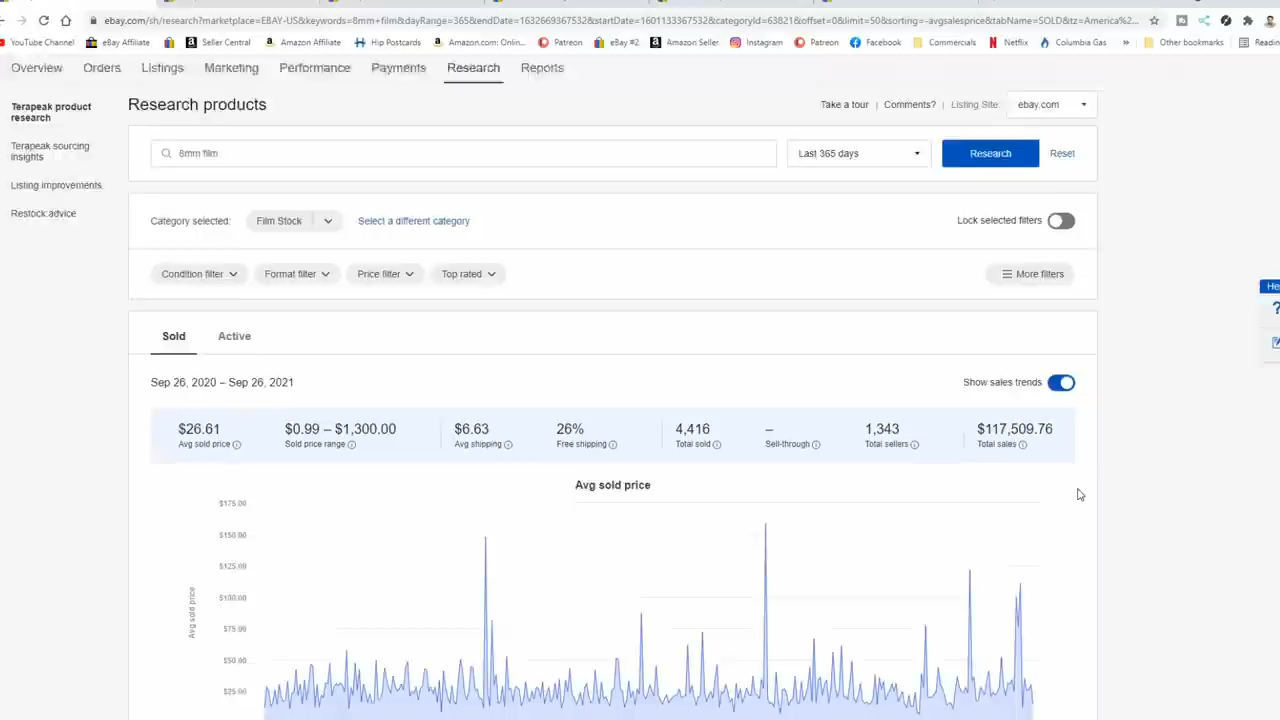 ebay.com/sh/research?marketplace=EBAY-US&keywords=8mm+film&dayRange=365&endDate=1632669367532&startDate=1601133367532&categoryId=63821&offset=0&limit=50&sorting=-avgsalesprice&tabName=SOLD&tz=America%2...
YouTube Channel eBay Affiliate Seller Central Amazon Affiliate Hip Postcards Amazon.com: Onlin... Patreon eBay #2 Amazon Seller Instagram Patreon Facebook Commercials Netflix Columbia Gas » Other bookmarks Readin
Overview Orders Listings Marketing Performance Payments Research Reports
Terapeak product
research
Terapeak sourcing
insights
Listing improvements
Restock advice
Research products
Take a tour | Comments? | Listing Site: ebay.com
8mm film Last 365 days Research Reset
Category selected: Film Stock Select a different category Lock selected filters
Condition filter Format filter Price filter Top rated More filters
He
Sold Active
Sep 26, 2020 – Sep 26, 2021 Show sales trends
$26.61 $0.99 – $1,300.00 $6.63 26% 4,416 – 1,343 $117,509.76
Avg sold price Sold price range Avg shipping Free shipping Total sold Sell-through Total sellers Total sales
Avg sold price
$175.00
$150.00
$125.00
$100.00
$75.00
$50.00
$25.00
Avg sold price